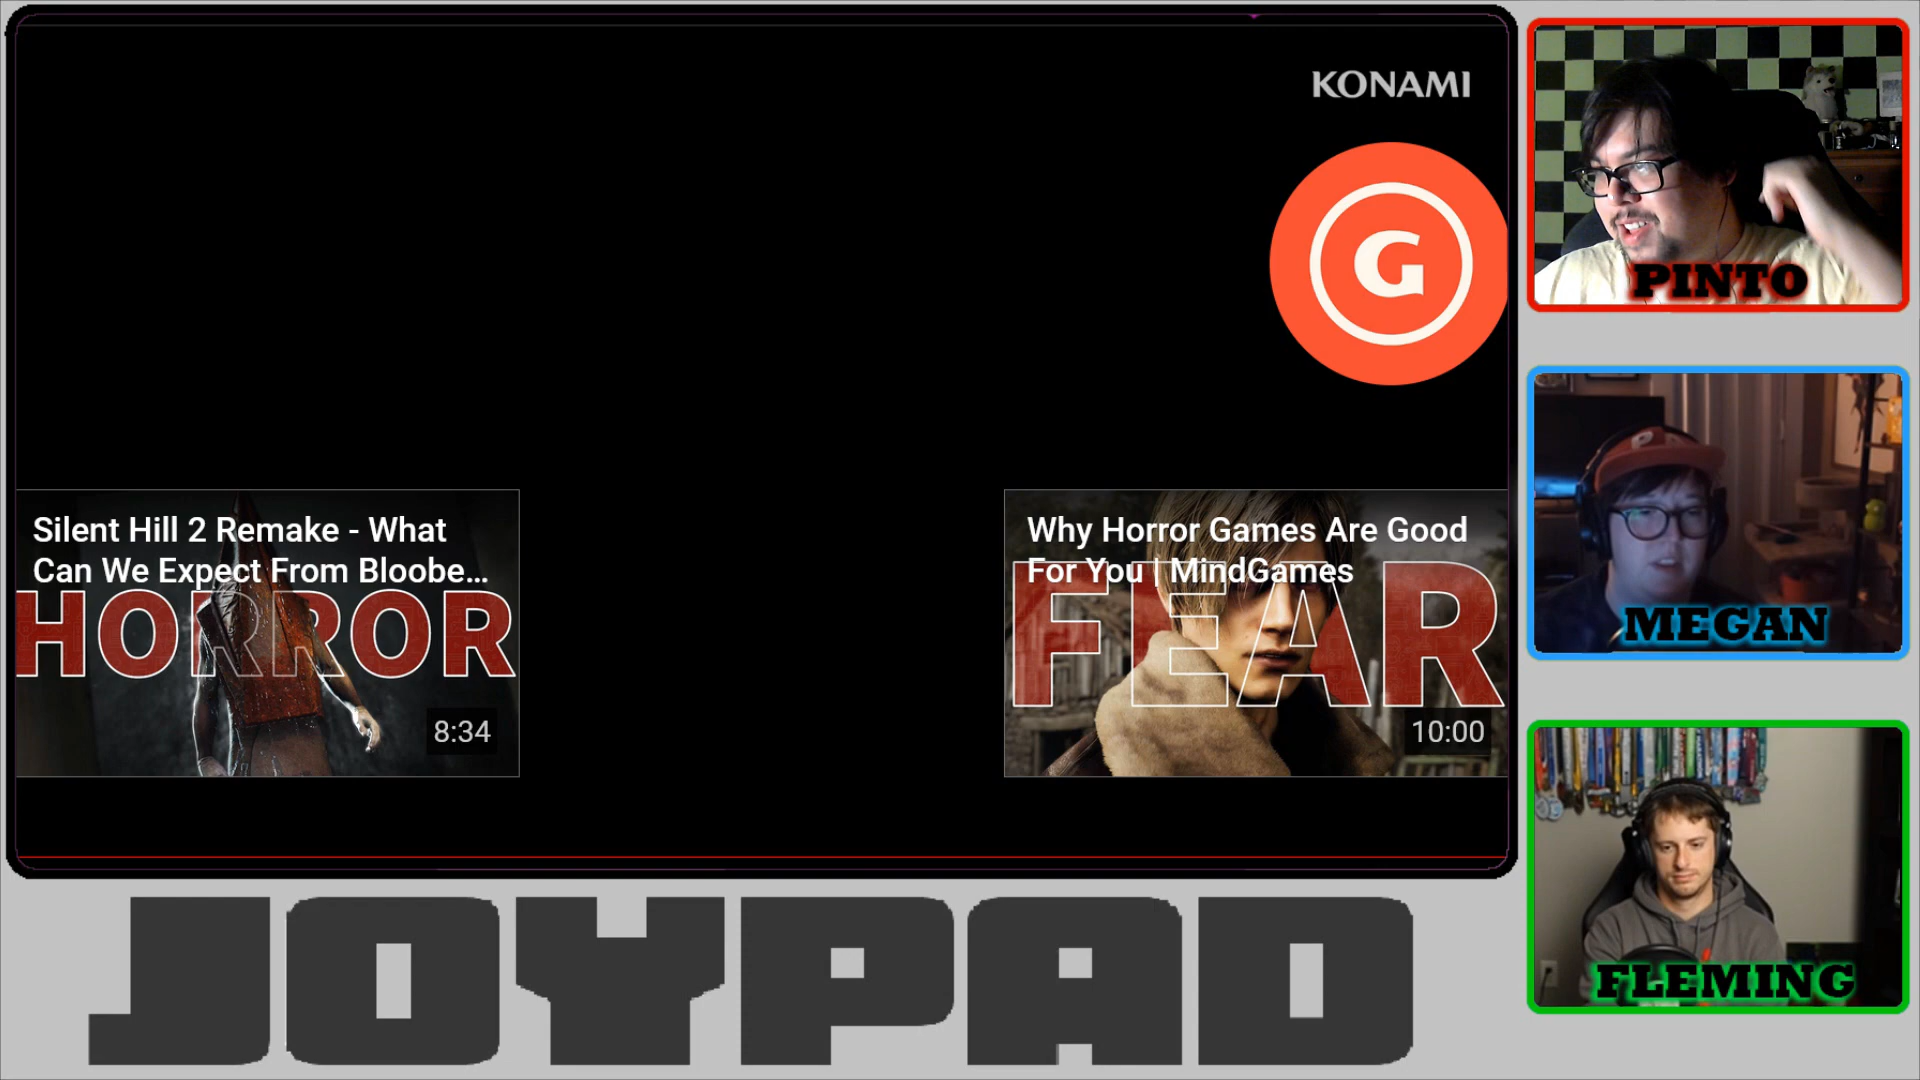 KONAMI
G
Silent Hill 2 Remake - What
Can We Expect From Bloobe...
HORROR
8:34
Why Horror Games Are Good
For You | MindGames
FEAR
10:00
PINTO
MEGAN
FLEMING
JOYPAD